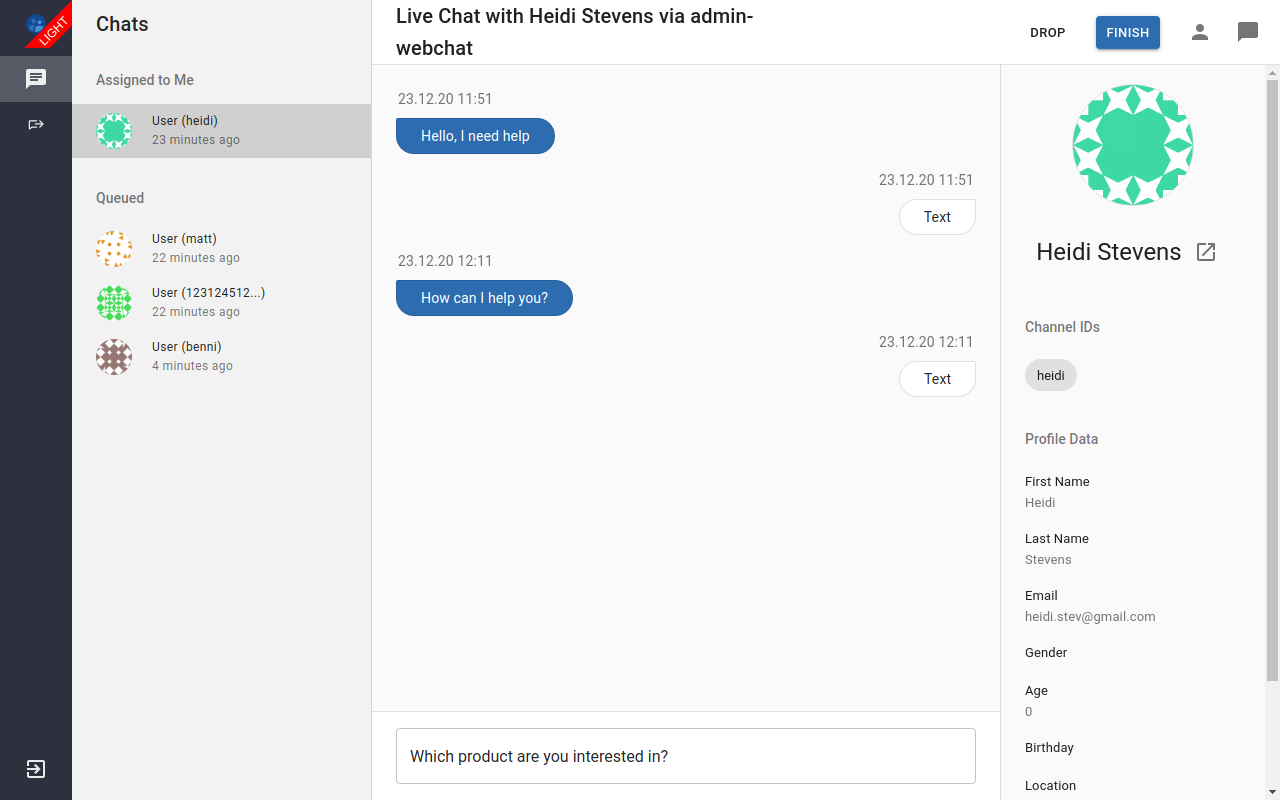 LIGHT
Chats
Assigned to Me
User (heidi)
23 minutes ago
Queued
User (matt)
22 minutes ago
User (123124512...)
22 minutes ago
User (benni)
4 minutes ago
Live Chat with Heidi Stevens via admin-
webchat
DROP
FINISH
23.12.20 11:51
Hello, I need help
23.12.20 11:51
Text
23.12.20 12:11
How can I help you?
23.12.20 12:11
Text
Which product are you interested in?
Heidi Stevens
Channel IDs
heidi
Profile Data
First Name
Heidi
Last Name
Stevens
Email
heidi.stev@gmail.com
Gender
Age
0
Birthday
Location